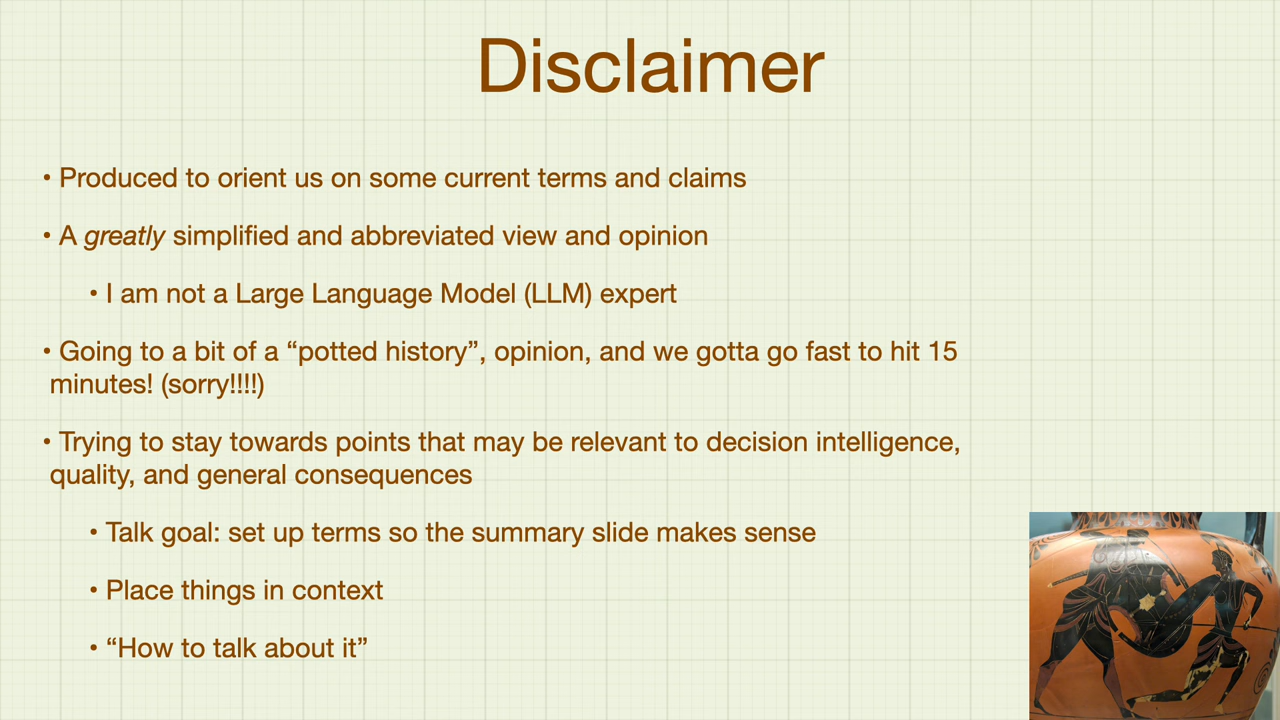 Disclaimer
• Produced to orient us on some current terms and claims
• A greatly simplified and abbreviated view and opinion
• I am not a Large Language Model (LLM) expert
• Going to a bit of a “potted history”, opinion, and we gotta go fast to hit 15
minutes! (sorry!!!!)
• Trying to stay towards points that may be relevant to decision intelligence,
quality, and general consequences
• Talk goal: set up terms so the summary slide makes sense
• Place things in context
• “How to talk about it”